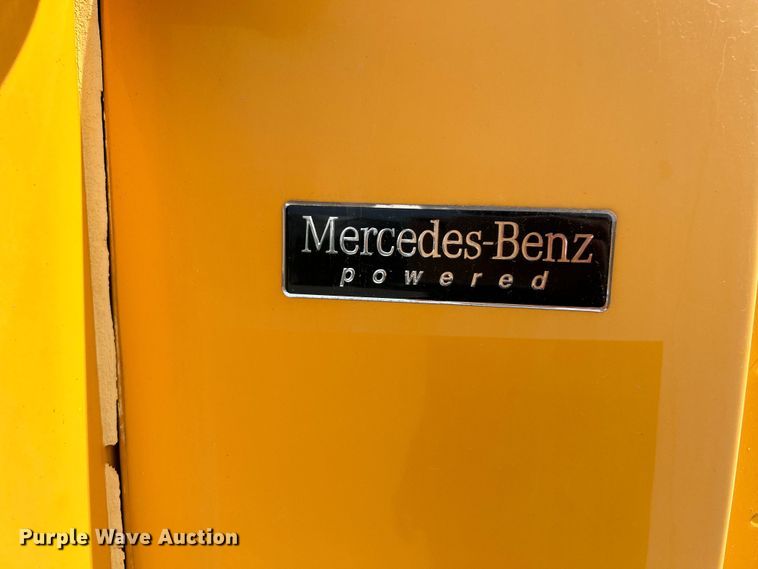 Mercedes-Benz
powered
Purple Wave Auction